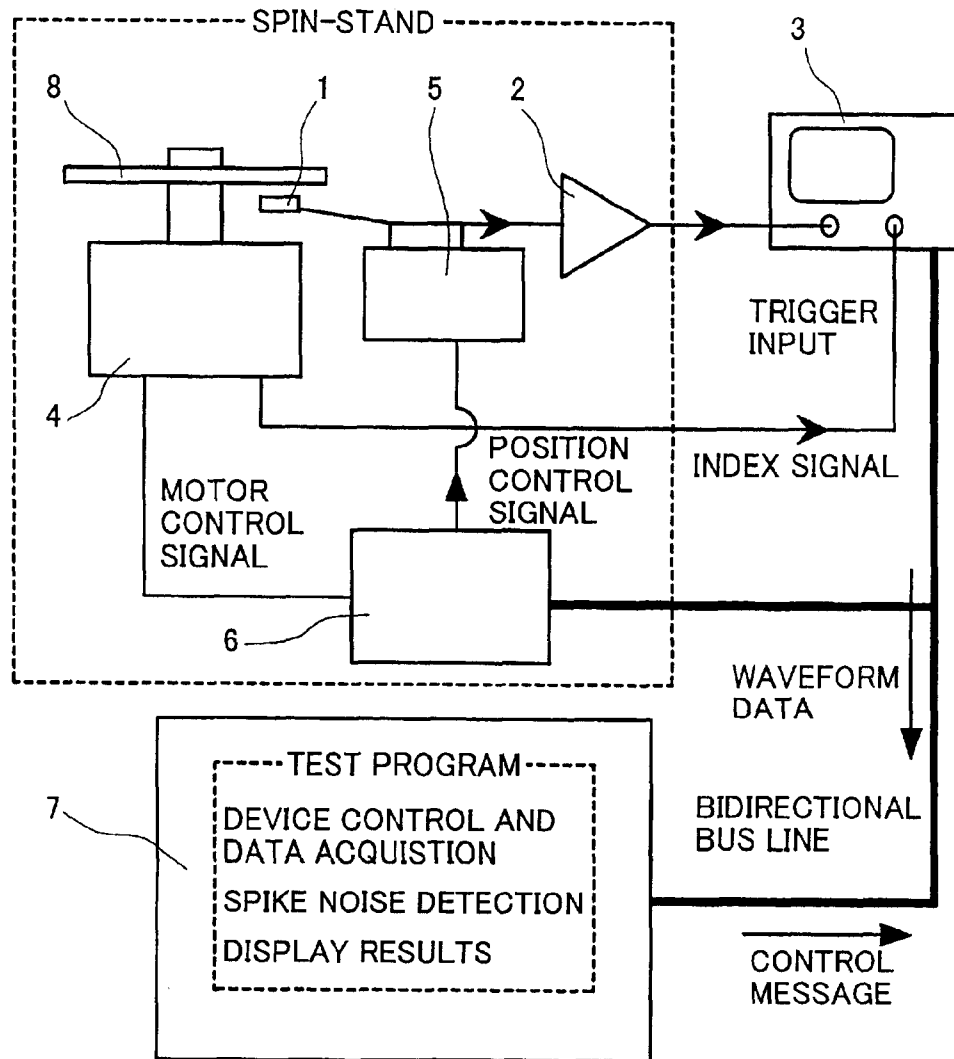 SPIN-STAND
3
8
1
5
2
TRIGGER
INPUT
4
INDEX SIGNAL
POSITION
CONTROL
SIGNAL
MOTOR
CONTROL
SIGNAL
6
WAVEFORM
DATA
TEST PROGRAM
7
DEVICE CONTROL AND
DATA ACQUISTION
SPIKE NOISE DETECTION
DISPLAY RESULTS
BIDIRECTIONAL
BUS LINE
CONTROL
MESSAGE